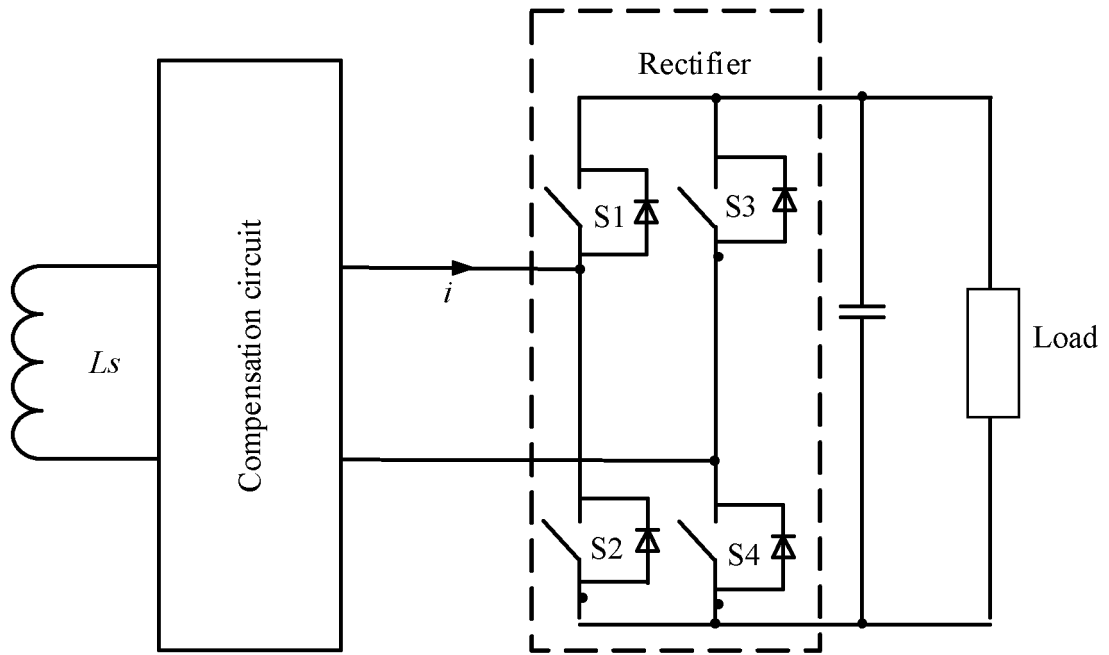 Rectifier
S1
S3
Compensation circuit
i
Ls
Load
S2
S4